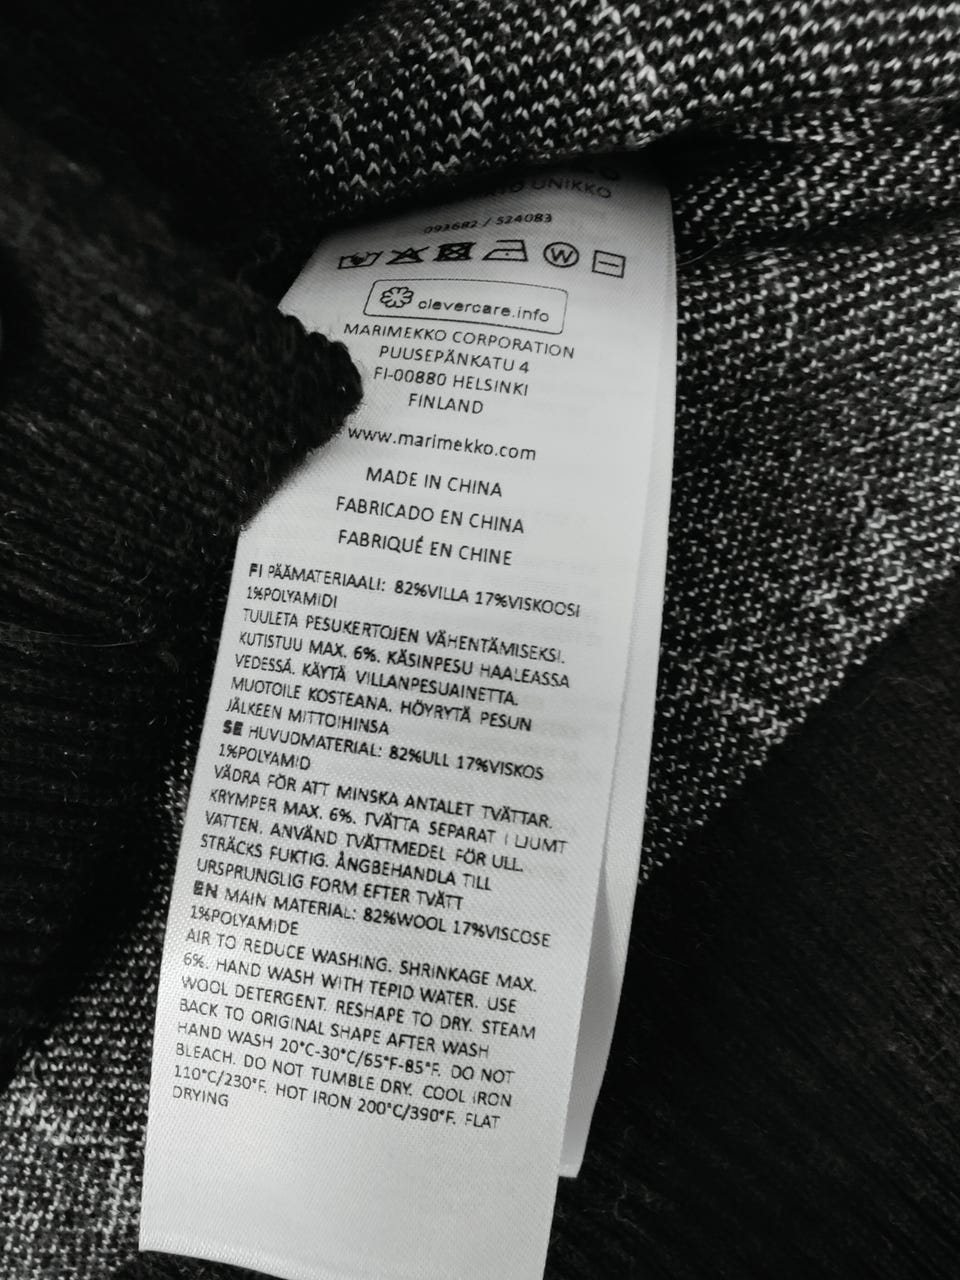 UNIKKO
093682 / 524083
W
clevercare.info
MARIMEKKO CORPORATION
PUUSEPÄNKATU 4
FI-00880 HELSINKI
FINLAND
www.marimekko.com
MADE IN CHINA
FABRICADO EN CHINA
FABRIQUÉ EN CHINE
FI PÄÄMATERIAALI: 82%VILLA 17%VISKOOSI
1%POLYAMIDI
TUULETA PESUKERTOJEN VÄHENTÄMISEKSI.
KUTISTUU MAX. 6%. KÄSINPESU HAALEASSA
VEDESSÄ. KÄYTÄ VILLANPESUAINETTA.
MUOTOILE KOSTEANA. HÖYRYTÄ PESUN
JÄLKEEN MITTOIHINSA
SE HUVUDMATERIAL: 82%ULL 17%VISKOS
1%POLYAMID
VÄDRA FÖR ATT MINSKA ANTALET TVÄTTAR.
KRYMPER MAX. 6%. TVÄTTA SEPARAT I LJUMT
VATTEN. ANVÄND TVÄTTMEDEL FÖR ULL.
STRÄCKS FUKTIG. ÅNGBEHANDLA TILL
URSPRUNGLIG FORM EFTER TVÄTT
EN MAIN MATERIAL: 82%WOOL 17%VISCOSE
1%POLYAMIDE
AIR TO REDUCE WASHING. SHRINKAGE MAX.
6%. HAND WASH WITH TEPID WATER. USE
WOOL DETERGENT. RESHAPE TO DRY. STEAM
BACK TO ORIGINAL SHAPE AFTER WASH
HAND WASH 20°C-30°C/65°F-85°F. DO NOT
BLEACH. DO NOT TUMBLE DRY. COOL IRON
110°C/230°F. HOT IRON 200°C/390°F. FLAT
DRYING